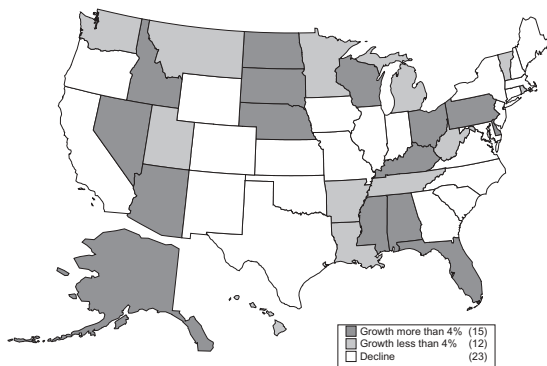 Growth more than 4% (15)
Growth less than 4% (12)
Decline (23)